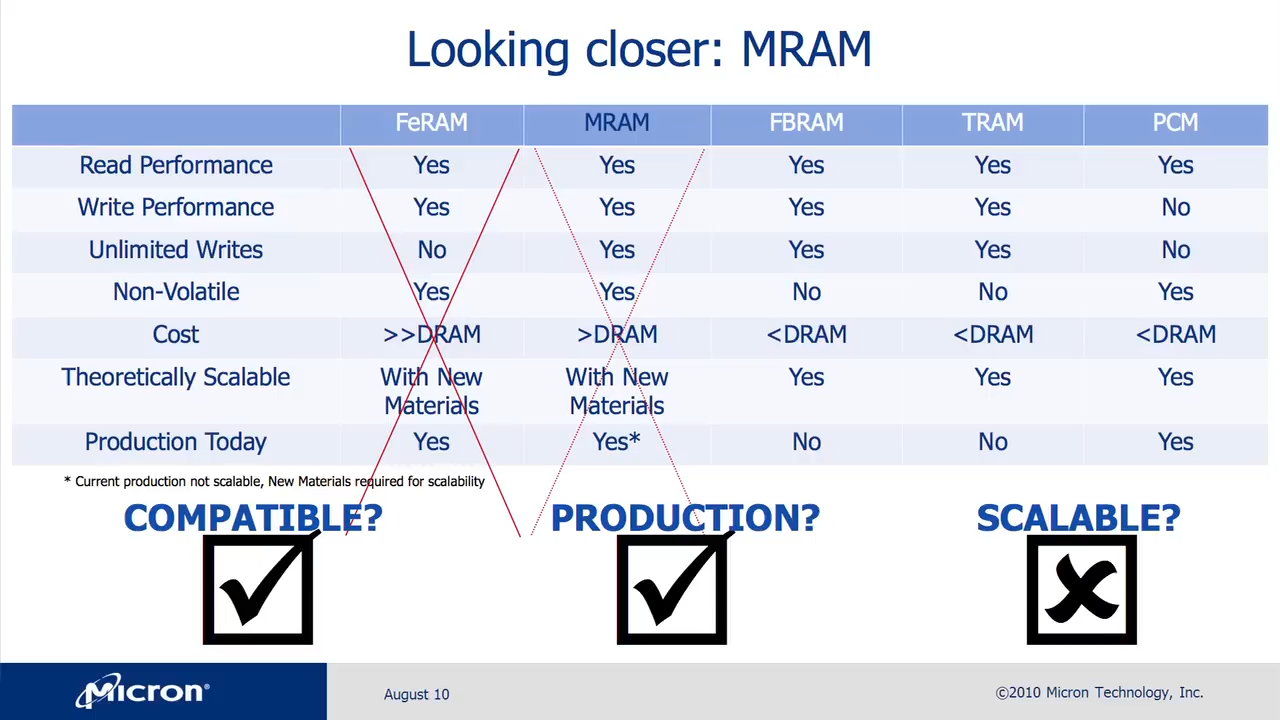 Looking closer: MRAM
FeRAM MRAM FBRAM TRAM PCM
Read Performance Yes Yes Yes Yes Yes
Write Performance Yes Yes Yes Yes No
Unlimited Writes No Yes Yes Yes No
Non-Volatile Yes Yes No No Yes
Cost >>DRAM >DRAM <DRAM <DRAM <DRAM
Theoretically Scalable With New Materials With New Materials Yes Yes Yes
Production Today Yes Yes* No No Yes
* Current production not scalable, New Materials required for scalability
COMPATIBLE? PRODUCTION? SCALABLE?
Micron® August 10 ©2010 Micron Technology, Inc.